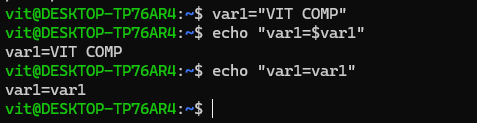 vit@DESKTOP-TP76AR4:~$ var1="VIT COMP"
vit@DESKTOP-TP76AR4:~$ echo "var1=$var1"
var1=VIT COMP
vit@DESKTOP-TP76AR4:~$ echo "var1=var1"
var1=var1
vit@DESKTOP-TP76AR4:~$